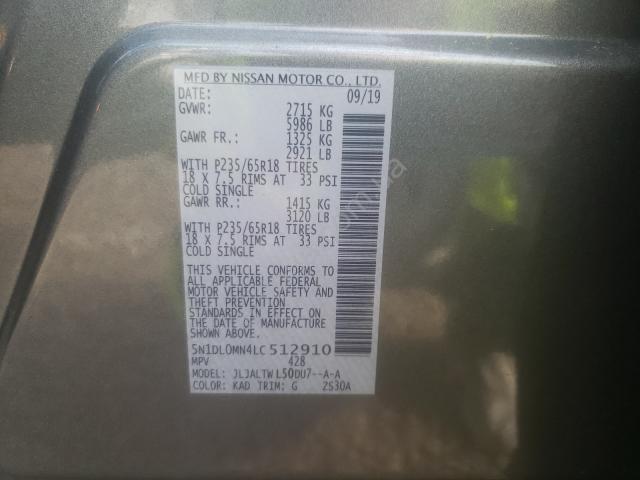 MFD BY NISSAN MOTOR CO., LTD.
DATE: 09/19
GVWR: 2715 KG
5986 LB
GAWR FR.: 1325 KG
2921 LB
WITH P235/65R18 TIRES
18 X 7.5 RIMS AT 33 PSI
COLD SINGLE
GAWR RR.: 1415 KG
3120 LB
WITH P235/65R18 TIRES
18 X 7.5 RIMS AT 33 PSI
COLD SINGLE
THIS VEHICLE CONFORMS TO
ALL APPLICABLE FEDERAL
MOTOR VEHICLE SAFETY AND
THEFT PREVENTION
STANDARDS IN EFFECT ON
THE DATE OF MANUFACTURE
SHOWN ABOVE.
5N1DL0MN4LC512910
MPV 428
MODEL: JLJALTWL50DU7--A-A
COLOR: KAD TRIM: G 2S30A